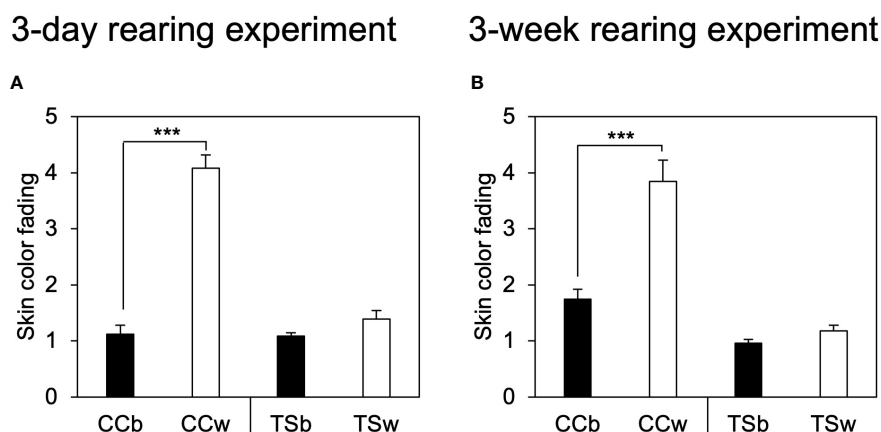 3-day rearing experiment
3-week rearing experiment
A
B
5
4
3
2
1
0
Skin color fading
***
CCb CCw TSb TSw
5
4
3
2
1
0
Skin color fading
***
CCb CCw TSb TSw